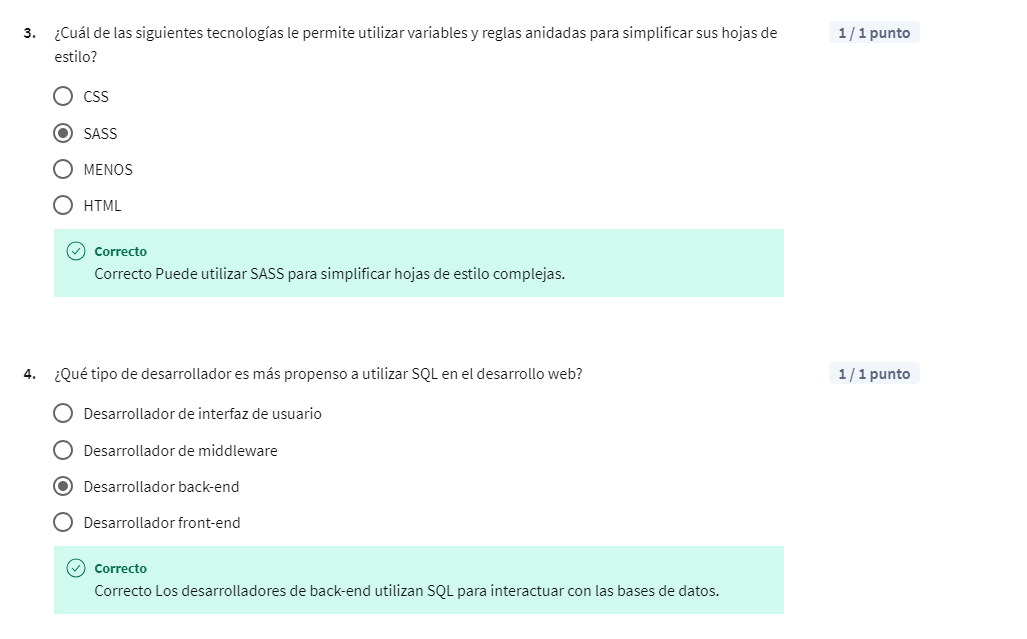 3. ¿Cuál de las siguientes tecnologías le permite utilizar variables y reglas anidadas para simplificar sus hojas de
estilo?
1 / 1 punto
CSS
SASS
MENOS
HTML
Correcto
Correcto Puede utilizar SASS para simplificar hojas de estilo complejas.
4. ¿Qué tipo de desarrollador es más propenso a utilizar SQL en el desarrollo web?
1 / 1 punto
Desarrollador de interfaz de usuario
Desarrollador de middleware
Desarrollador back-end
Desarrollador front-end
Correcto
Correcto Los desarrolladores de back-end utilizan SQL para interactuar con las bases de datos.